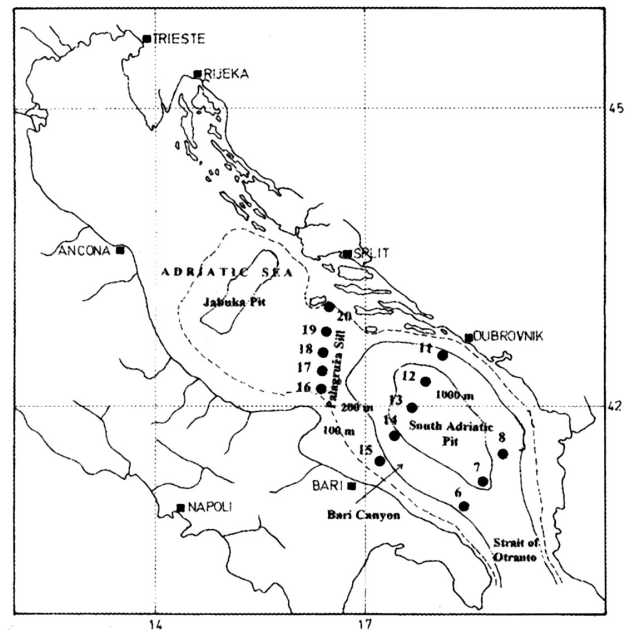 TRIESTE
RIJEKA
45
ANCONA
SPLIT
ADRIATIC SEA
Jabuka Pit
20
19
18
17
16
Palagruža Sill
DUBROVNIK
11
12
1000 m
13
200 m
14
South Adriatic
Pit
100 m
42
15
8
7
6
BARI
Bari Canyon
NAPOLI
Strait of
Otranto
14
17